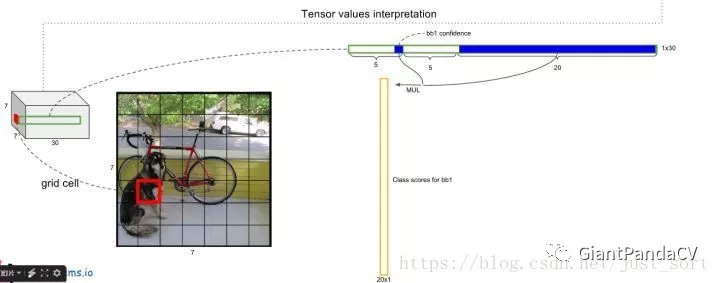 Tensor values interpretation
bb1 confidence
1x30
5
5
20
MUL
7
7
30
grid cell
7
7
Class scores for bb1
20x1
GiantPandaCV
https://blog.csdn.net/just_sort
ms.io